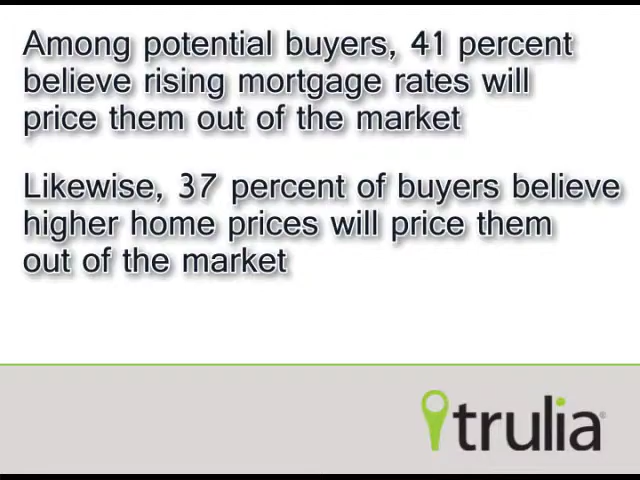 Among potential buyers, 41 percent
believe rising mortgage rates will
price them out of the market
Likewise, 37 percent of buyers believe
higher home prices will price them
out of the market
trulia®